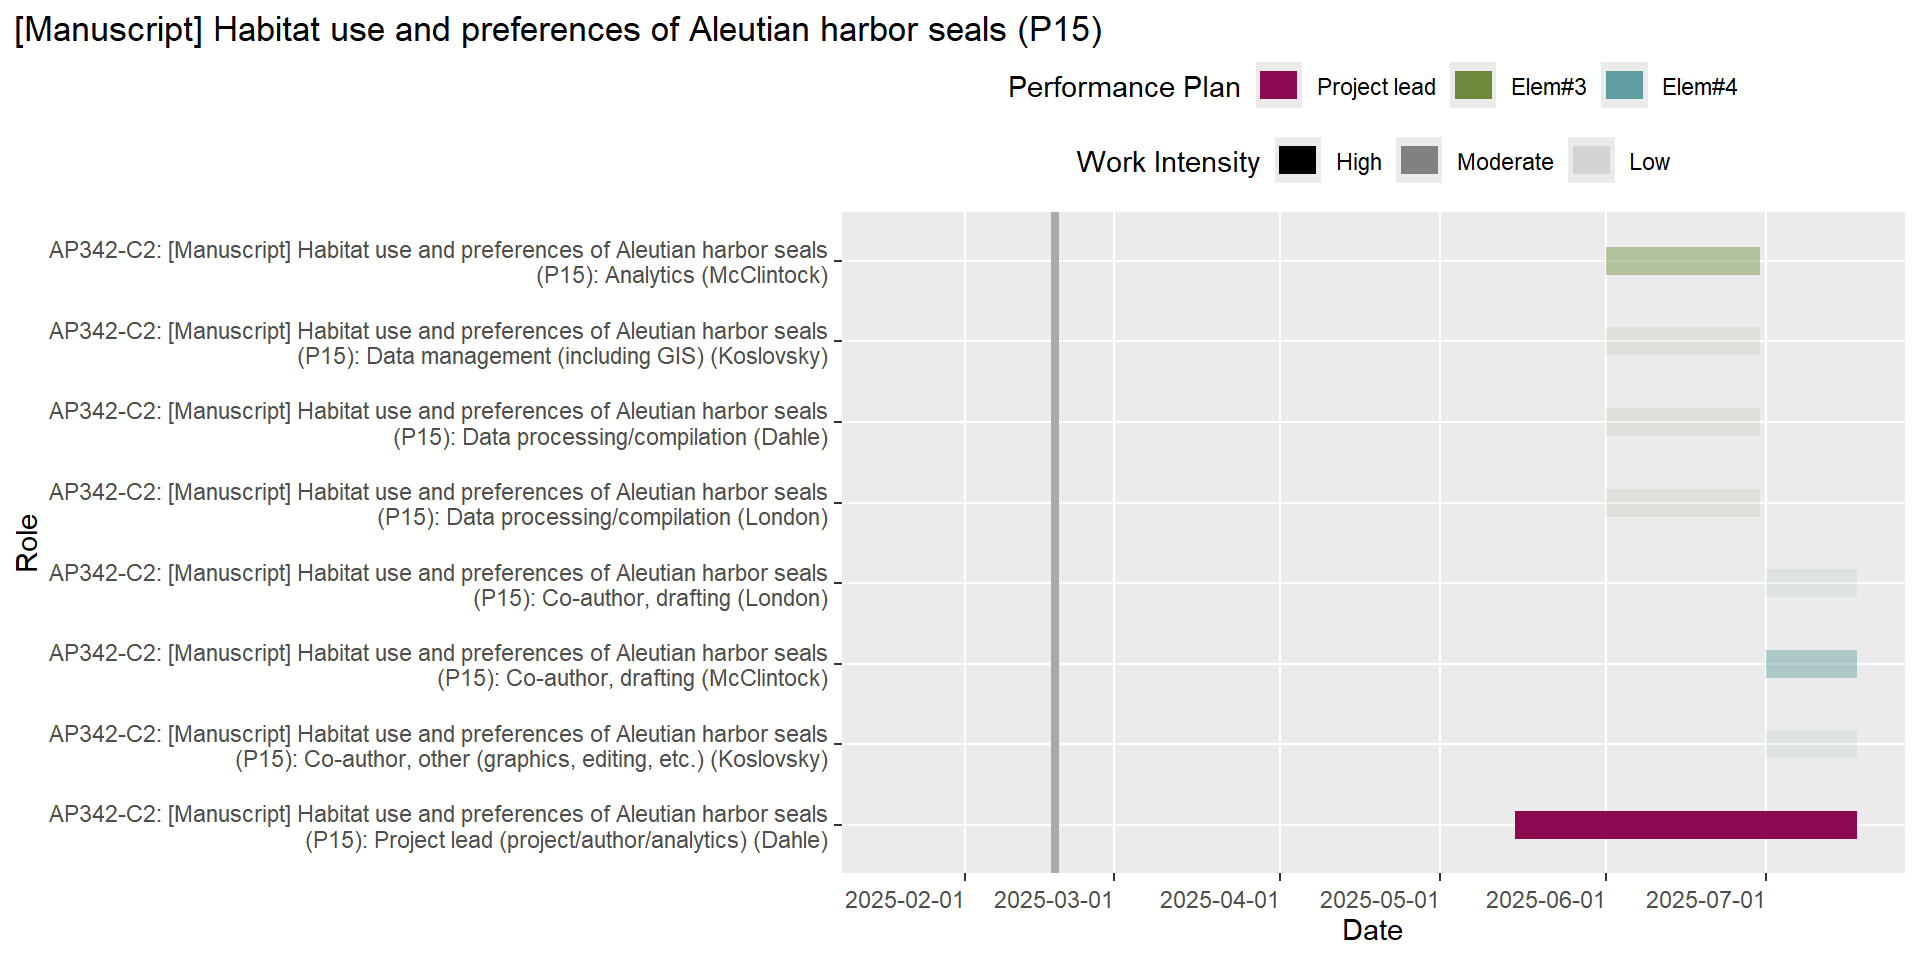 [Manuscript] Habitat use and preferences of Aleutian harbor seals (P15)
Performance Plan Project lead Elem#3 Elem#4
Work Intensity High Moderate Low
AP342-C2: [Manuscript] Habitat use and preferences of Aleutian harbor seals
(P15): Analytics (McClintock)
AP342-C2: [Manuscript] Habitat use and preferences of Aleutian harbor seals
(P15): Data management (including GIS) (Koslovsky)
AP342-C2: [Manuscript] Habitat use and preferences of Aleutian harbor seals
(P15): Data processing/compilation (Dahle)
AP342-C2: [Manuscript] Habitat use and preferences of Aleutian harbor seals
(P15): Data processing/compilation (London)
Role
AP342-C2: [Manuscript] Habitat use and preferences of Aleutian harbor seals
(P15): Co-author, drafting (London)
AP342-C2: [Manuscript] Habitat use and preferences of Aleutian harbor seals
(P15): Co-author, drafting (McClintock)
AP342-C2: [Manuscript] Habitat use and preferences of Aleutian harbor seals
(P15): Co-author, other (graphics, editing, etc.) (Koslovsky)
AP342-C2: [Manuscript] Habitat use and preferences of Aleutian harbor seals
(P15): Project lead (project/author/analytics) (Dahle)
2025-02-01 2025-03-01 2025-04-01 2025-05-01 2025-06-01 2025-07-01
Date